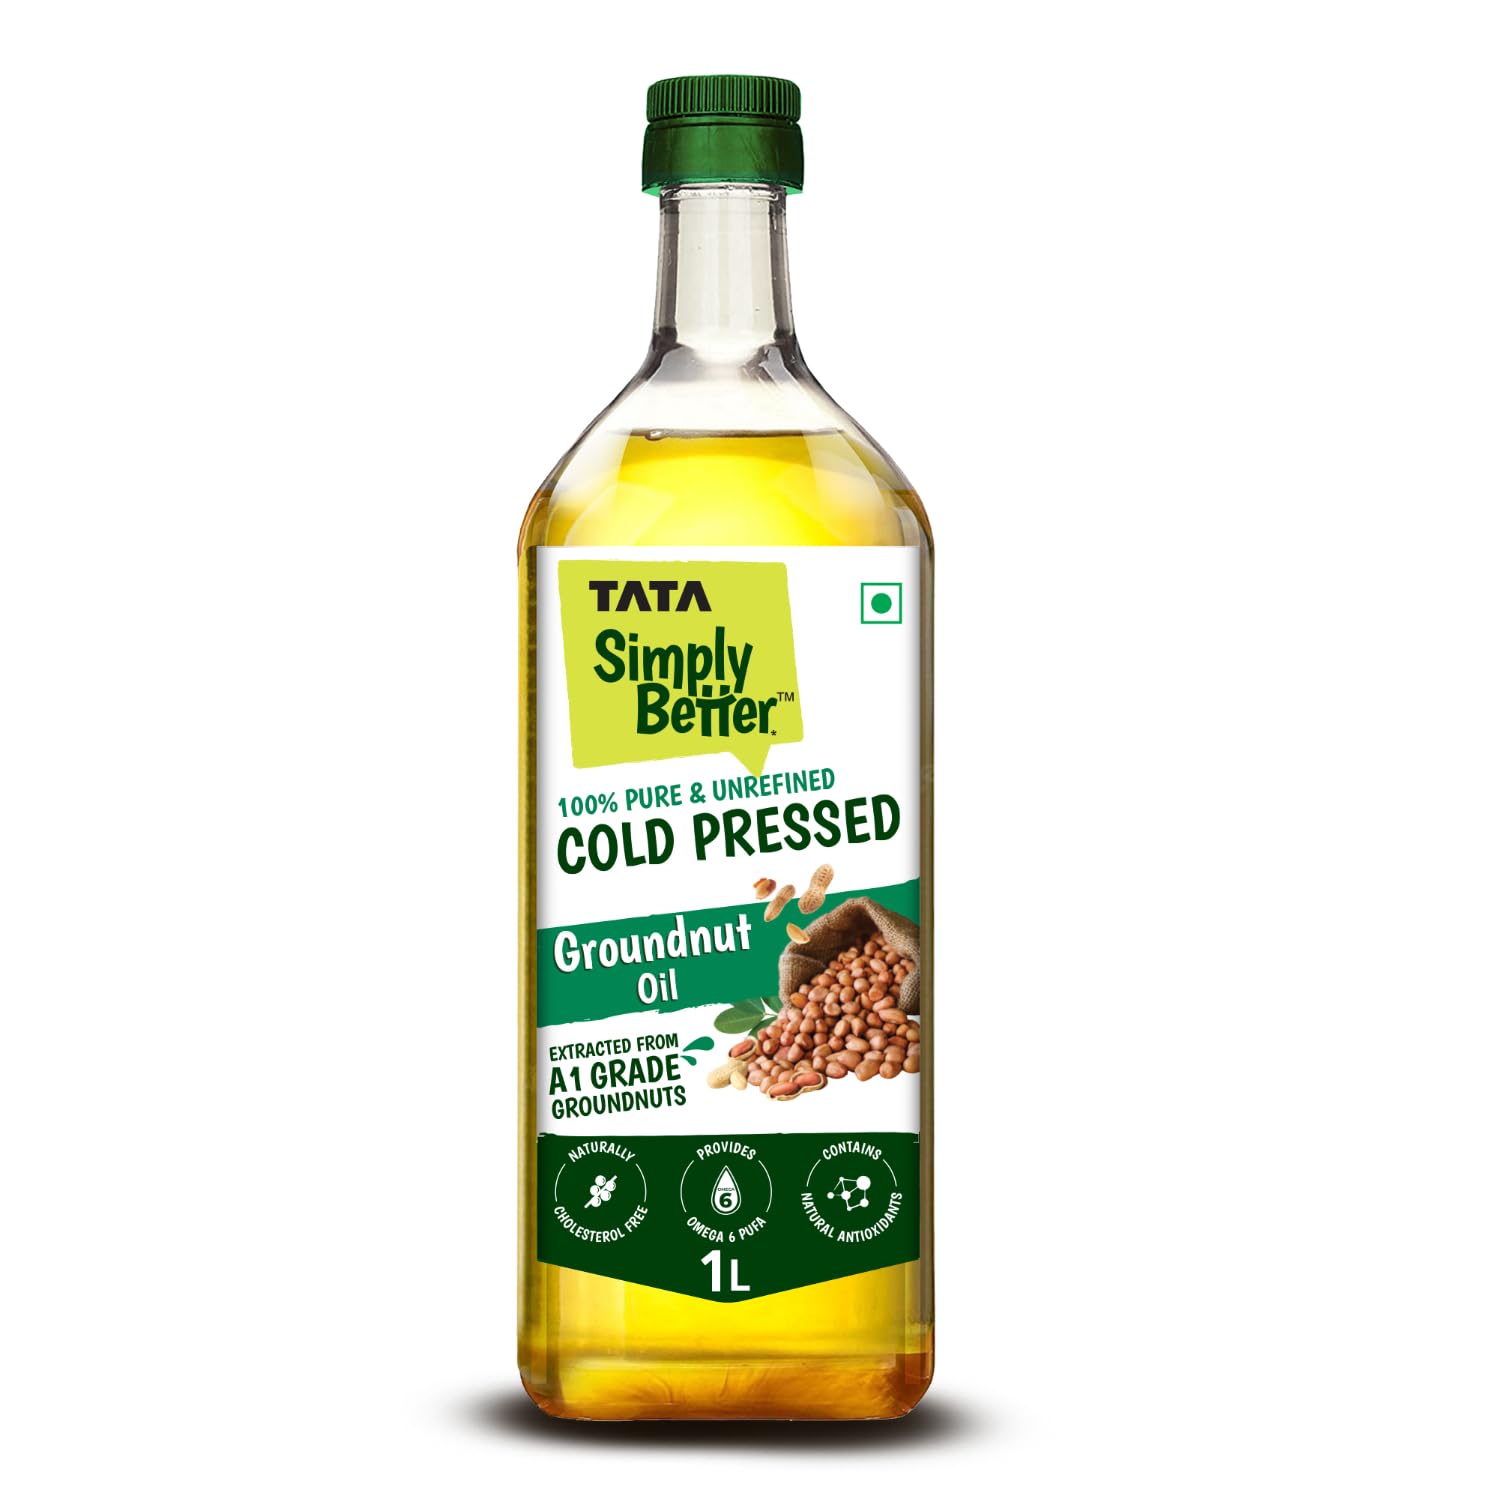 TATA
Simply
Better™*
100% PURE & UNREFINED
COLD PRESSED
Groundnut
Oil
EXTRACTED FROM
A1 GRADE
GROUNDNUTS
NATURALLY
CHOLESTEROL FREE
PROVIDES
OMEGA
6
OMEGA 6 PUFA
CONTAINS
NATURAL ANTIOXIDANTS
1L